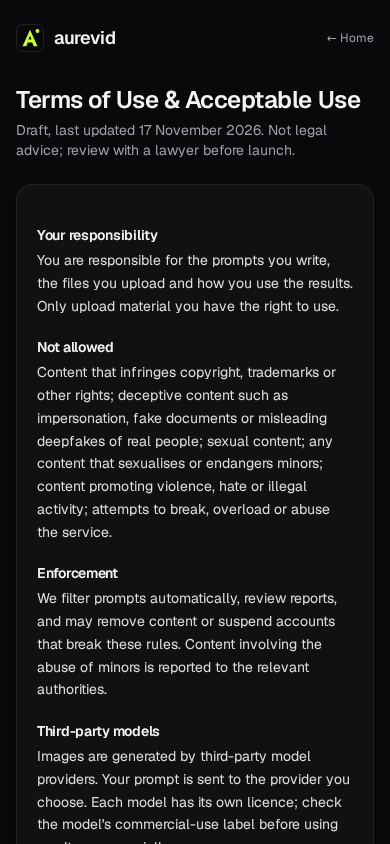 aurevid
← Home
Terms of Use & Acceptable Use
Draft, last updated 17 November 2026. Not legal
advice; review with a lawyer before launch.
Your responsibility
You are responsible for the prompts you write,
the files you upload and how you use the results.
Only upload material you have the right to use.
Not allowed
Content that infringes copyright, trademarks or
other rights; deceptive content such as
impersonation, fake documents or misleading
deepfakes of real people; sexual content; any
content that sexualises or endangers minors;
content promoting violence, hate or illegal
activity; attempts to break, overload or abuse
the service.
Enforcement
We filter prompts automatically, review reports,
and may remove content or suspend accounts
that break these rules. Content involving the
abuse of minors is reported to the relevant
authorities.
Third-party models
Images are generated by third-party model
providers. Your prompt is sent to the provider you
choose. Each model has its own licence; check
the model's commercial-use label before using